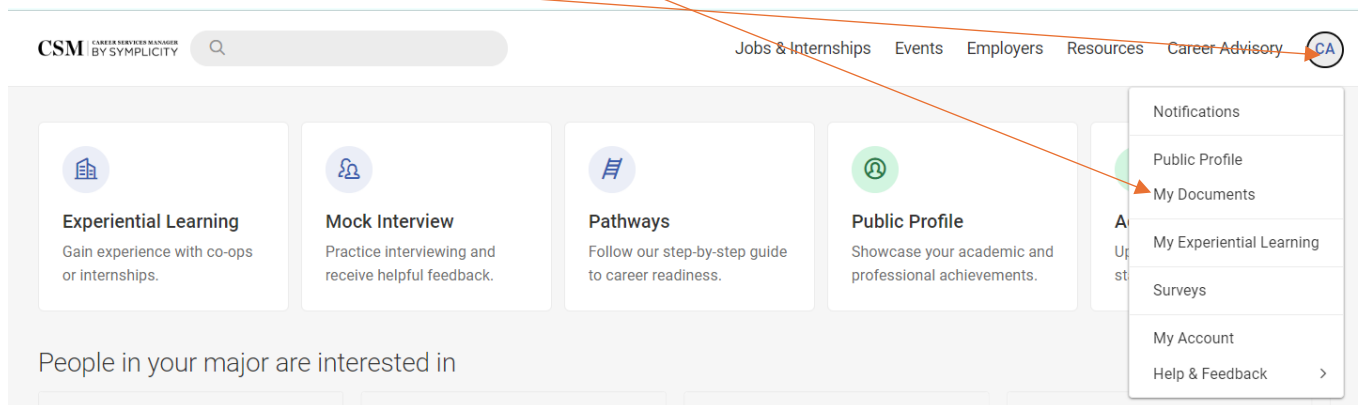 CSM CAREER SERVICES MANAGER
BY SYMPLICITY
Jobs & Internships Events Employers Resources Career Advisory CA
Notifications
Public Profile
My Documents
My Experiential Learning
Surveys
My Account
Help & Feedback
Experiential Learning
Gain experience with co-ops
or internships.
Mock Interview
Practice interviewing and
receive helpful feedback.
Pathways
Follow our step-by-step guide
to career readiness.
Public Profile
Showcase your academic and
professional achievements.
People in your major are interested in